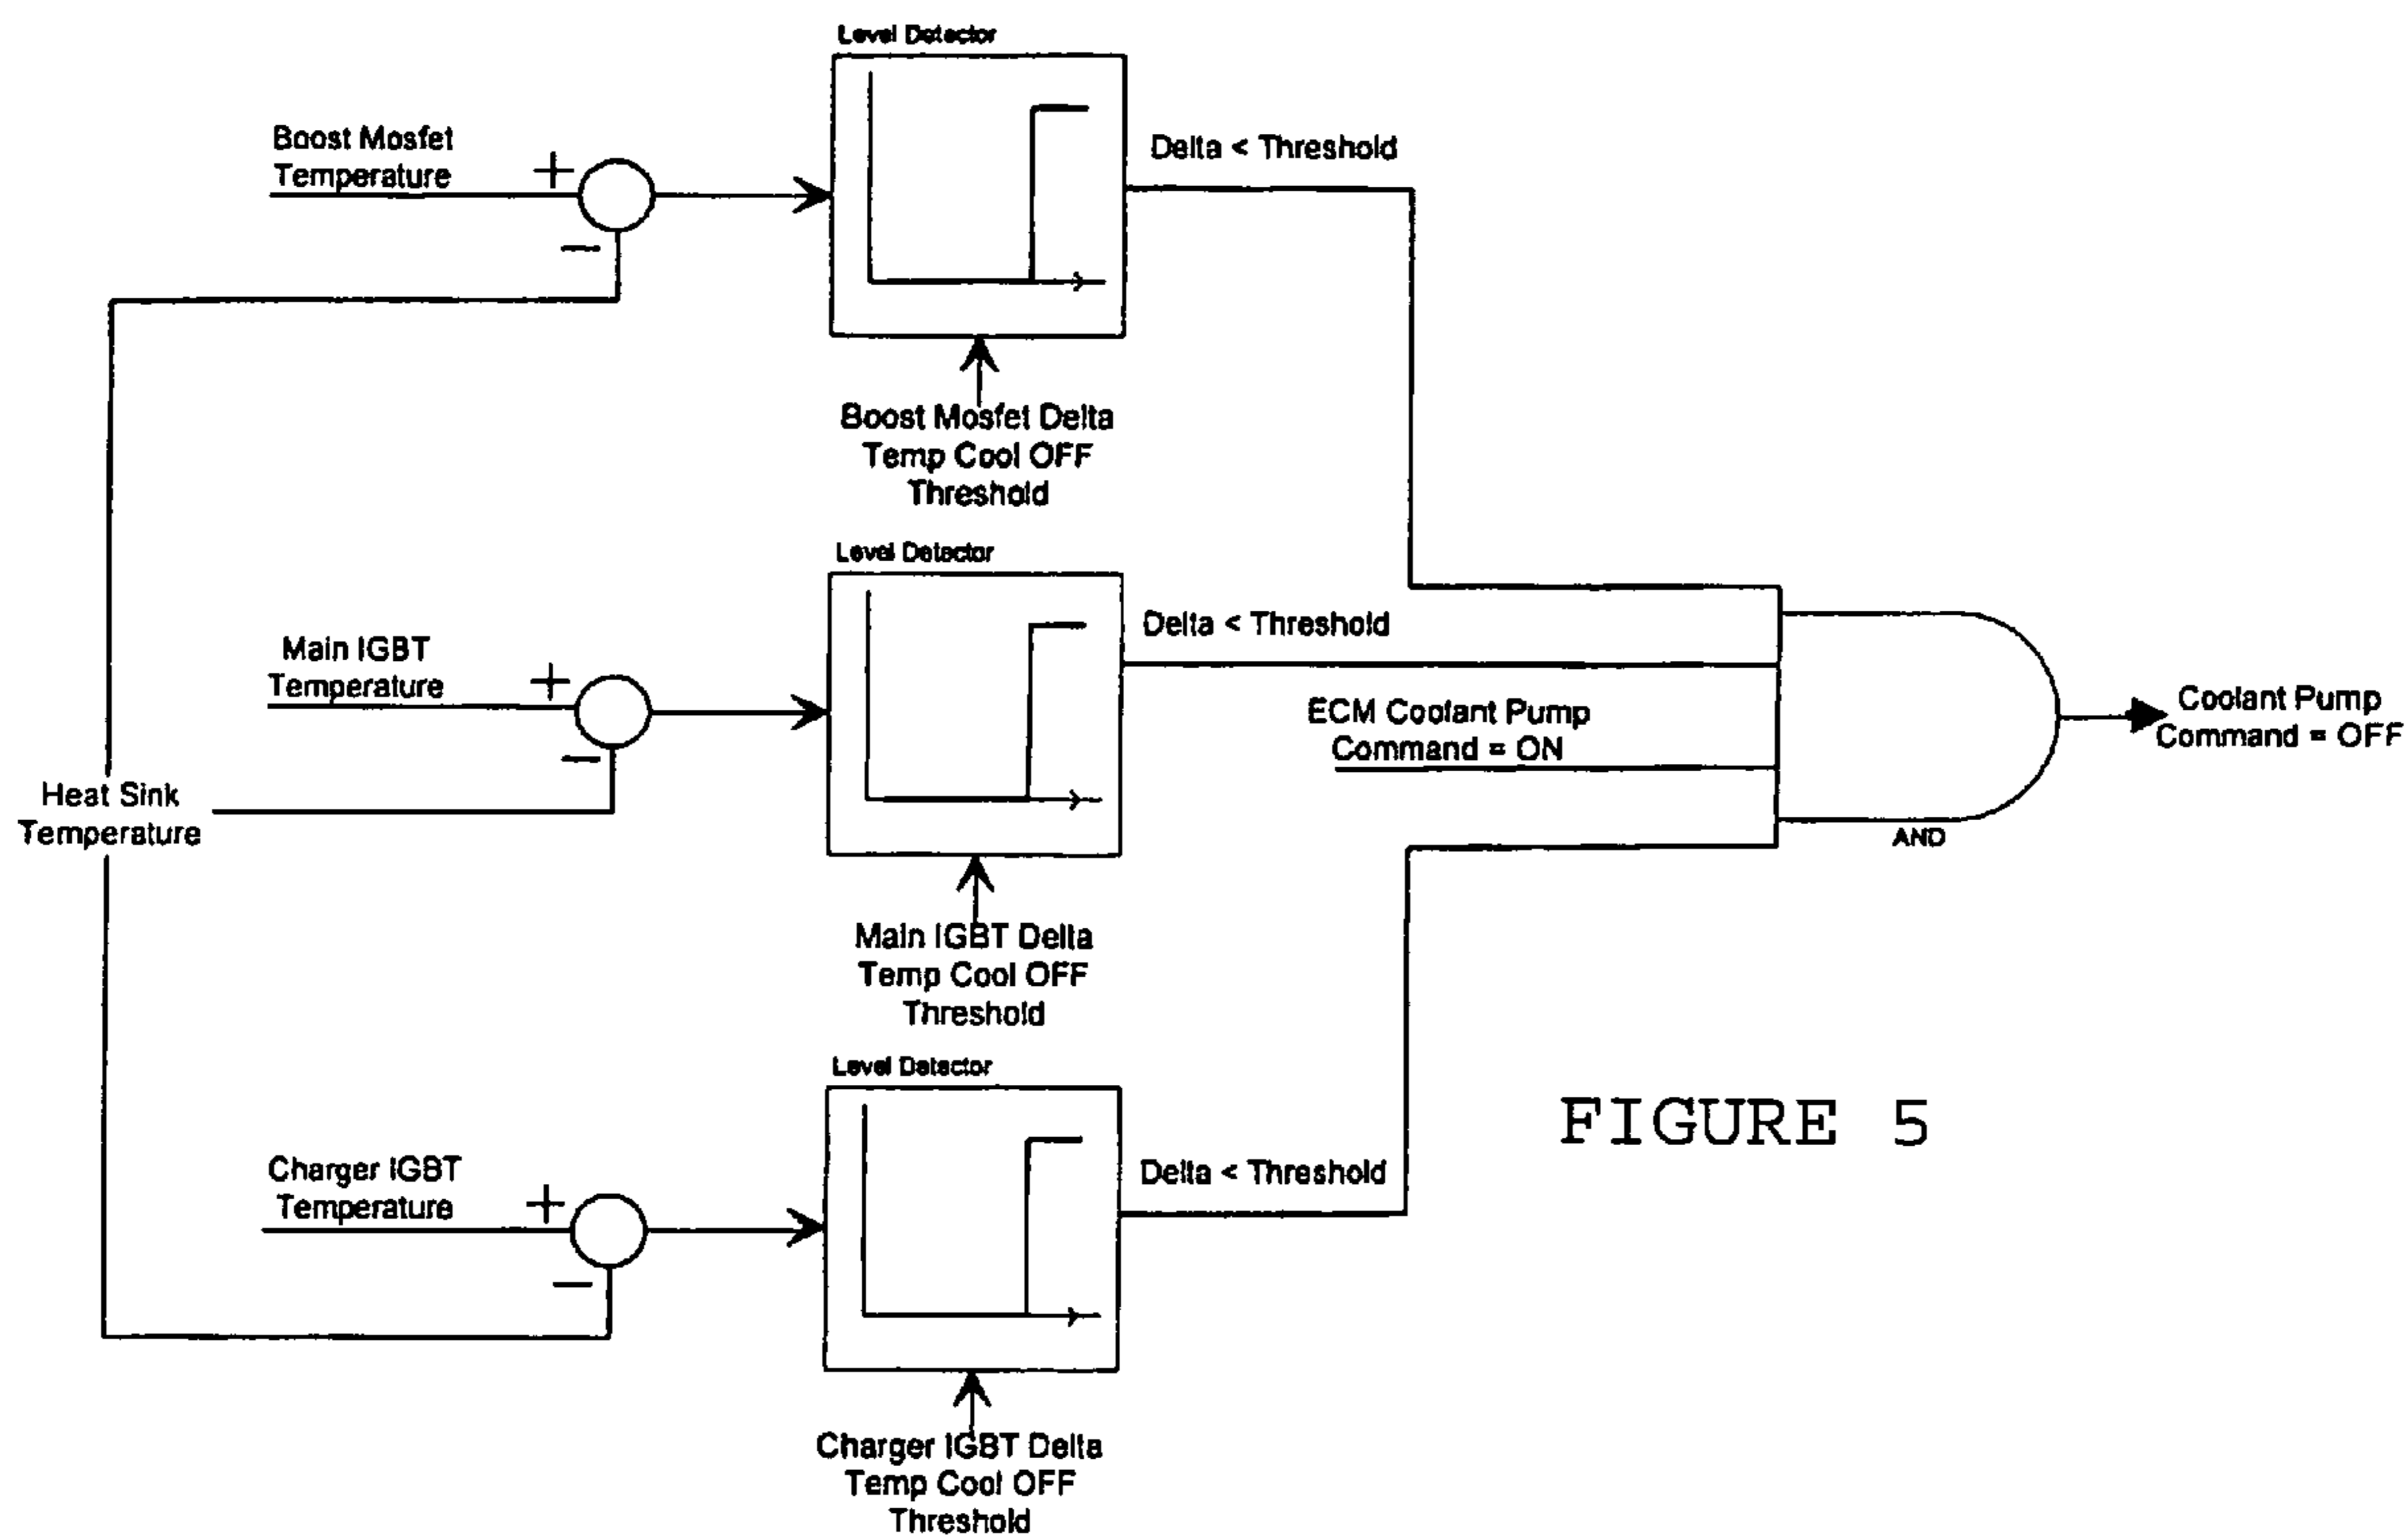 Level Detector
Boost Mosfet
Temperature
+
−
Delta < Threshold
Boost Mosfet Delta
Temp Cool OFF
Threshold
Level Detector
Main IGBT
Temperature
+
−
Delta < Threshold
ECM Coolant Pump
Command = ON
Coolant Pump
Command = OFF
AND
Heat Sink
Temperature
Main IGBT Delta
Temp Cool OFF
Threshold
Level Detector
Charger IGBT
Temperature
+
−
Delta < Threshold
FIGURE 5
Charger IGBT Delta
Temp Cool OFF
Threshold